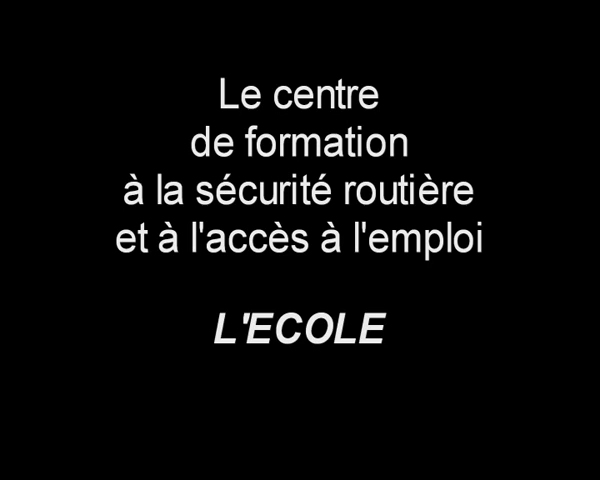 Le centre
de formation
à la sécurité routière
et à l'accès à l'emploi
L'ECOLE